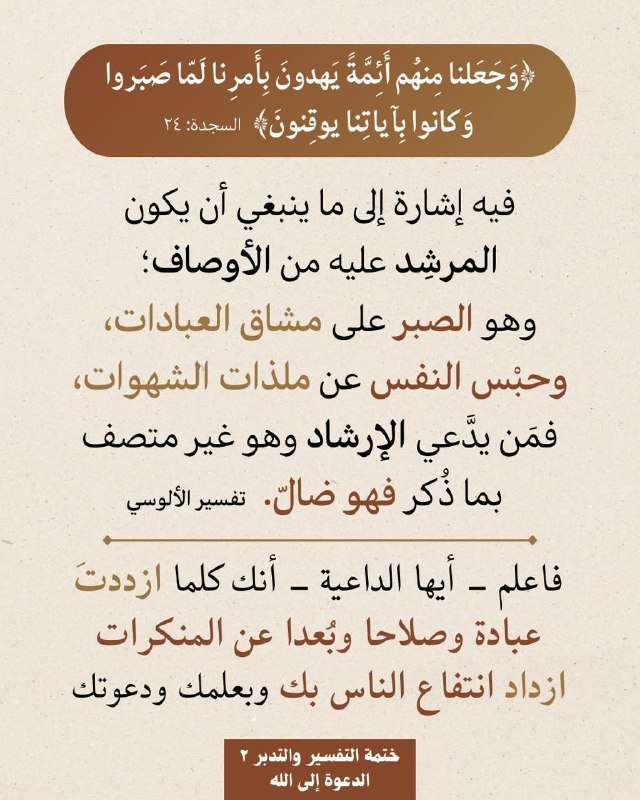 ﴿وَجَعَلنا مِنهُم أَئِمَّةً يَهدونَ بِأَمرِنا لَمّا صَبَروا
وَكانوا بِآياتِنا يوقِنونَ﴾ السجدة: ٢٤
فيه إشارة إلى ما ينبغي أن يكون
المرشِد عليه من الأوصاف؛
وهو الصبر على مشاق العبادات،
وحبْس النفس عن ملذات الشهوات،
فمَن يدَّعي الإرشاد وهو غير متصف
بما ذُكر فهو ضالّ. تفسير الألوسي
فاعلم – أيها الداعية – أنك كلما ازددتَ
عبادة وصلاحا وبُعدا عن المنكرات
ازداد انتفاع الناس بك وبعلمك ودعوتك
ختمة التفسير والتدبر ٢
الدعوة إلى الله